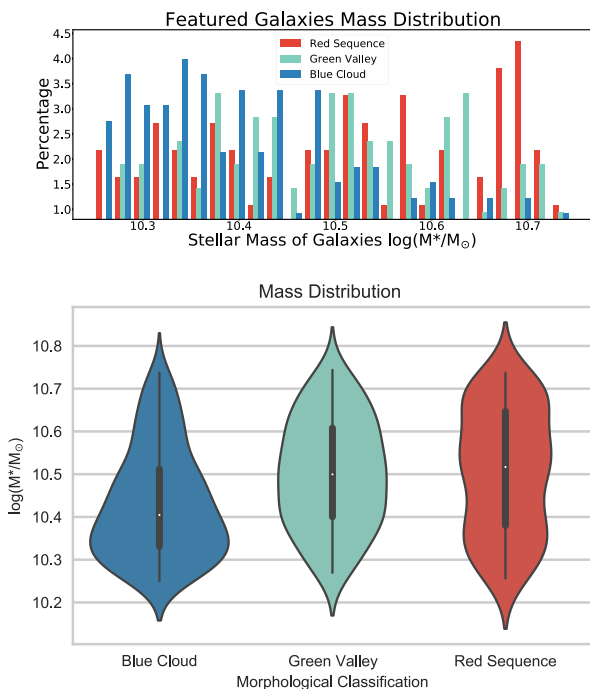 Featured Galaxies Mass Distribution
Red Sequence
Green Valley
Blue Cloud
Percentage
4.5
4.0
3.5
3.0
2.5
2.0
1.5
1.0
10.3 10.4 10.5 10.6 10.7
Stellar Mass of Galaxies log(M*/M⊙)
Mass Distribution
log(M*/M⊙)
10.8
10.7
10.6
10.5
10.4
10.3
10.2
Blue Cloud Green Valley Red Sequence
Morphological Classification